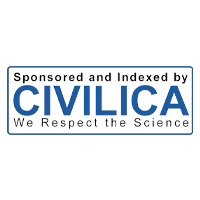 Sponsored and Indexed by
CIVILICA
We Respect the Science